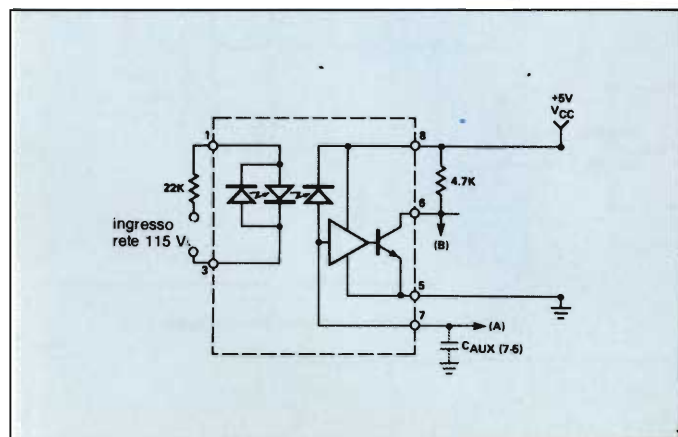 +5V
VCC
1
8
22K
4.7K
6
ingresso
rete 115 V
(B)
3
5
7
(A)
CAUX (7-5)